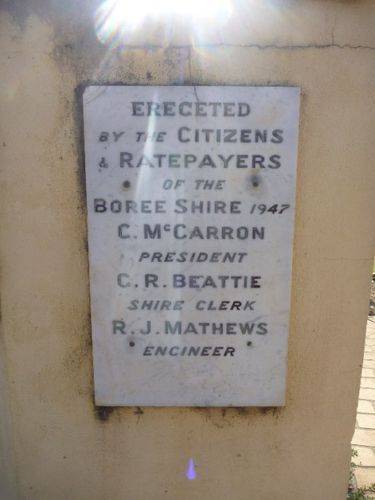 ERECETED
BY THE CITIZENS
& RATEPAYERS
OF THE
BOREE SHIRE 1947
C. McCARRON
PRESIDENT
C. R. BEATTIE
SHIRE CLERK
R. J. MATHEWS
ENCINEER